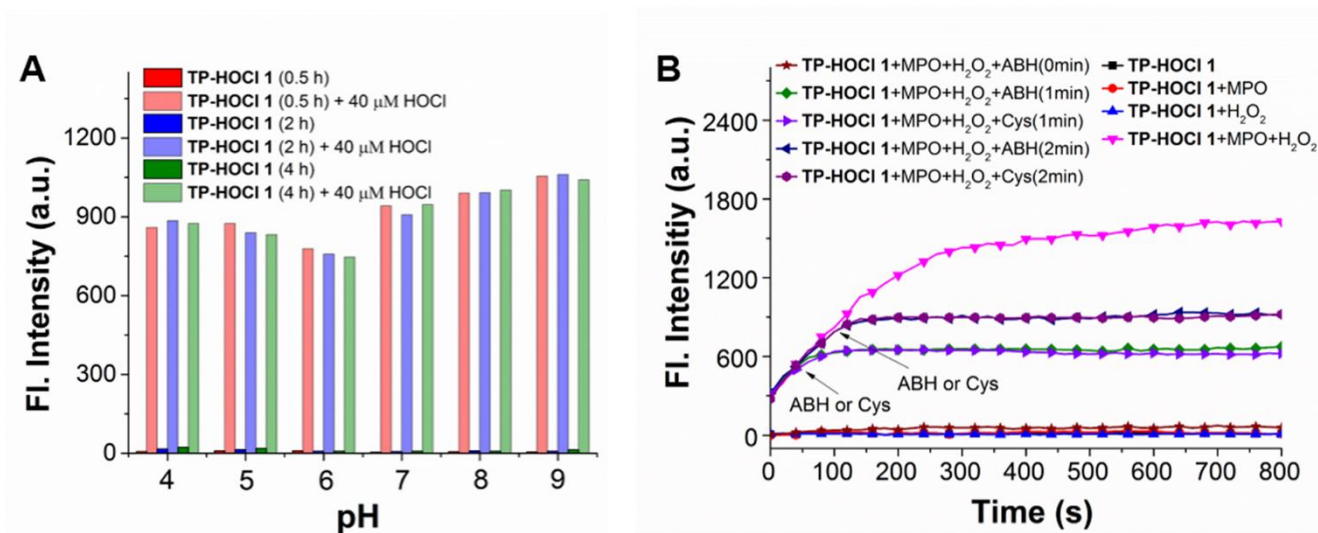 A
TP-HOCl 1 (0.5 h)
TP-HOCl 1 (0.5 h) + 40 μM HOCl
TP-HOCl 1 (2 h)
TP-HOCl 1 (2 h) + 40 μM HOCl
TP-HOCl 1 (4 h)
TP-HOCl 1 (4 h) + 40 μM HOCl
Fl. Intensity (a.u.)
1200
900
600
300
0
4 5 6 7 8 9
pH
B
TP-HOCl 1+MPO+H₂O₂+ABH(0min)
TP-HOCl 1+MPO+H₂O₂+ABH(1min)
TP-HOCl 1+MPO+H₂O₂+Cys(1min)
TP-HOCl 1+MPO+H₂O₂+ABH(2min)
TP-HOCl 1+MPO+H₂O₂+Cys(2min)
TP-HOCl 1
TP-HOCl 1+MPO
TP-HOCl 1+H₂O₂
TP-HOCl 1+MPO+H₂O₂
Fl. Intensitiy (a.u.)
2400
1800
1200
600
0
ABH or Cys
ABH or Cys
0 100 200 300 400 500 600 700 800
Time (s)